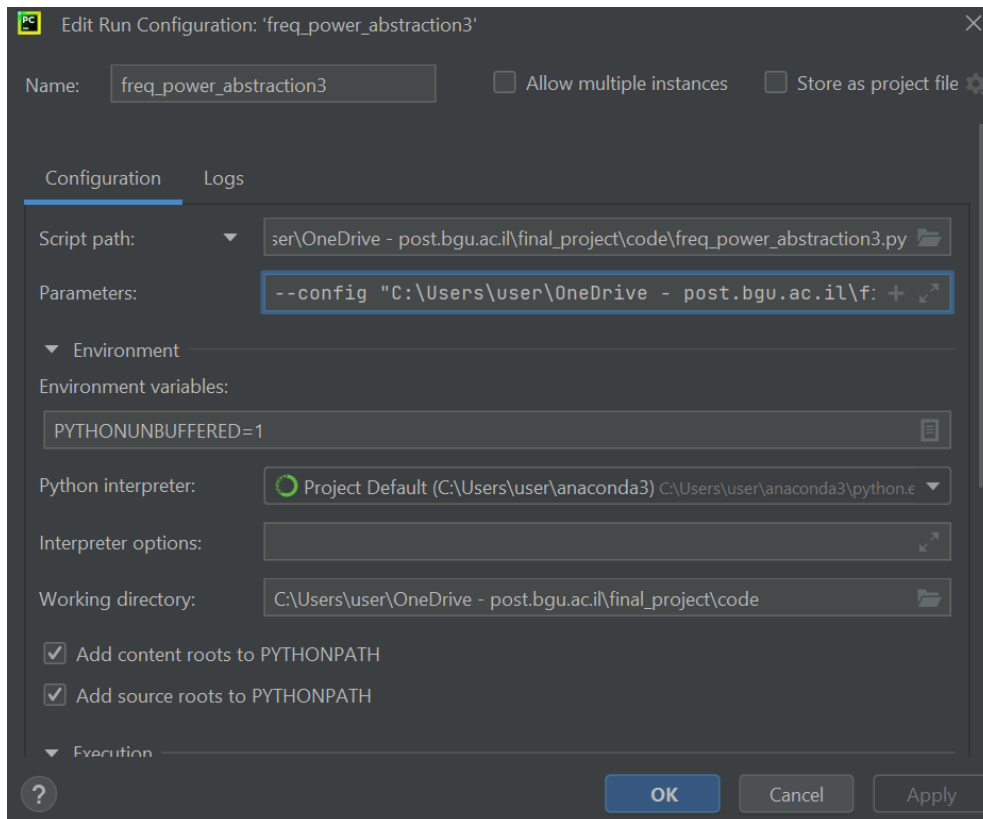 PC Edit Run Configuration: 'freq_power_abstraction3'
Name: freq_power_abstraction3 Allow multiple instances Store as project file
Configuration Logs
Script path: ser\OneDrive - post.bgu.ac.il\final_project\code\freq_power_abstraction3.py
Parameters: --config "C:\Users\user\OneDrive - post.bgu.ac.il\f
Environment
Environment variables:
PYTHONUNBUFFERED=1
Python interpreter: Project Default (C:\Users\user\anaconda3) C:\Users\user\anaconda3\python.e
Interpreter options:
Working directory: C:\Users\user\OneDrive - post.bgu.ac.il\final_project\code
Add content roots to PYTHONPATH
Add source roots to PYTHONPATH
Execution
? OK Cancel Apply